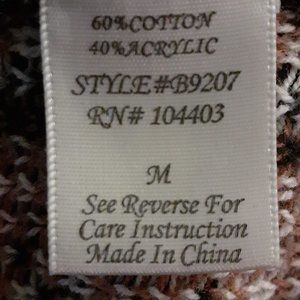 60%COTTON
40%ACRYLIC
STYLE#B9207
RN# 104403
M
See Reverse For
Care Instruction
Made In China